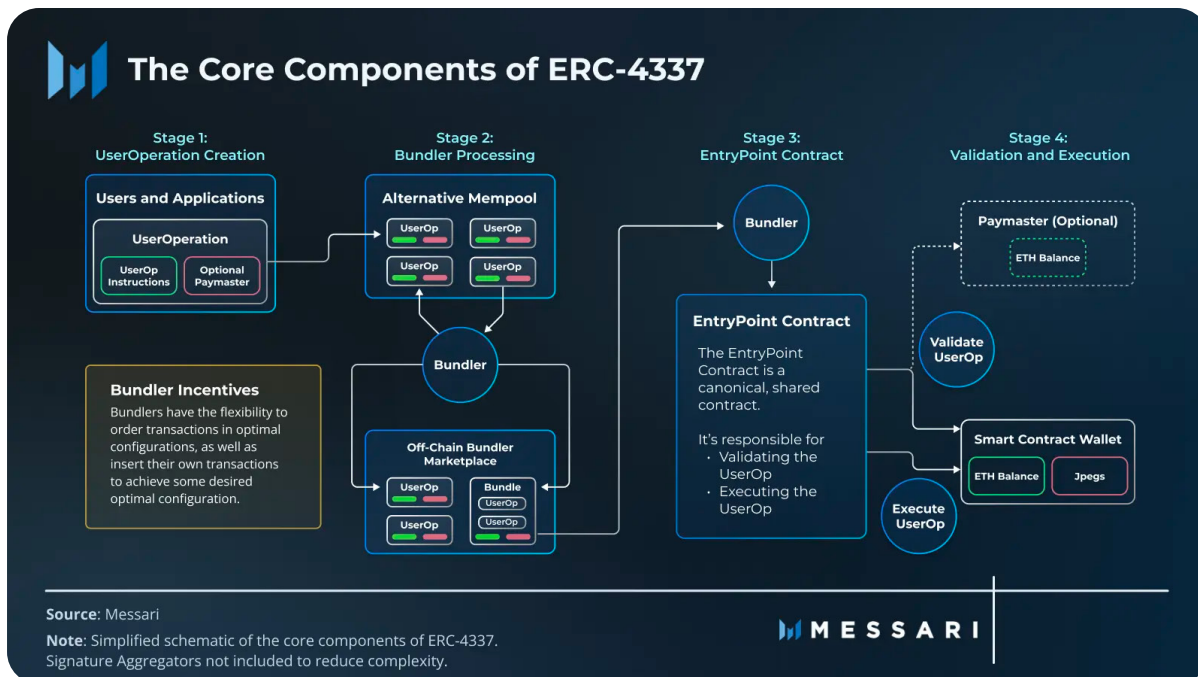 The Core Components of ERC-4337
Stage 1:
UserOperation Creation
Users and Applications
UserOperation
UserOp
Instructions
Optional
Paymaster
Bundler Incentives
Bundlers have the flexibility to
order transactions in optimal
configurations, as well as
insert their own transactions
to achieve some desired
optimal configuration.
Stage 2:
Bundler Processing
Alternative Mempool
UserOp
UserOp
UserOp
UserOp
Bundler
Off-Chain Bundler
Marketplace
UserOp
UserOp
Bundle
UserOp
UserOp
Stage 3:
EntryPoint Contract
Bundler
EntryPoint Contract
The EntryPoint
Contract is a
canonical, shared
contract.
It's responsible for
• Validating the
UserOp
• Executing the
UserOp
Stage 4:
Validation and Execution
Paymaster (Optional)
ETH Balance
Validate
UserOp
Smart Contract Wallet
ETH Balance
Jpegs
Execute
UserOp
Source: Messari
Note: Simplified schematic of the core components of ERC-4337.
Signature Aggregators not included to reduce complexity.
MESSARI